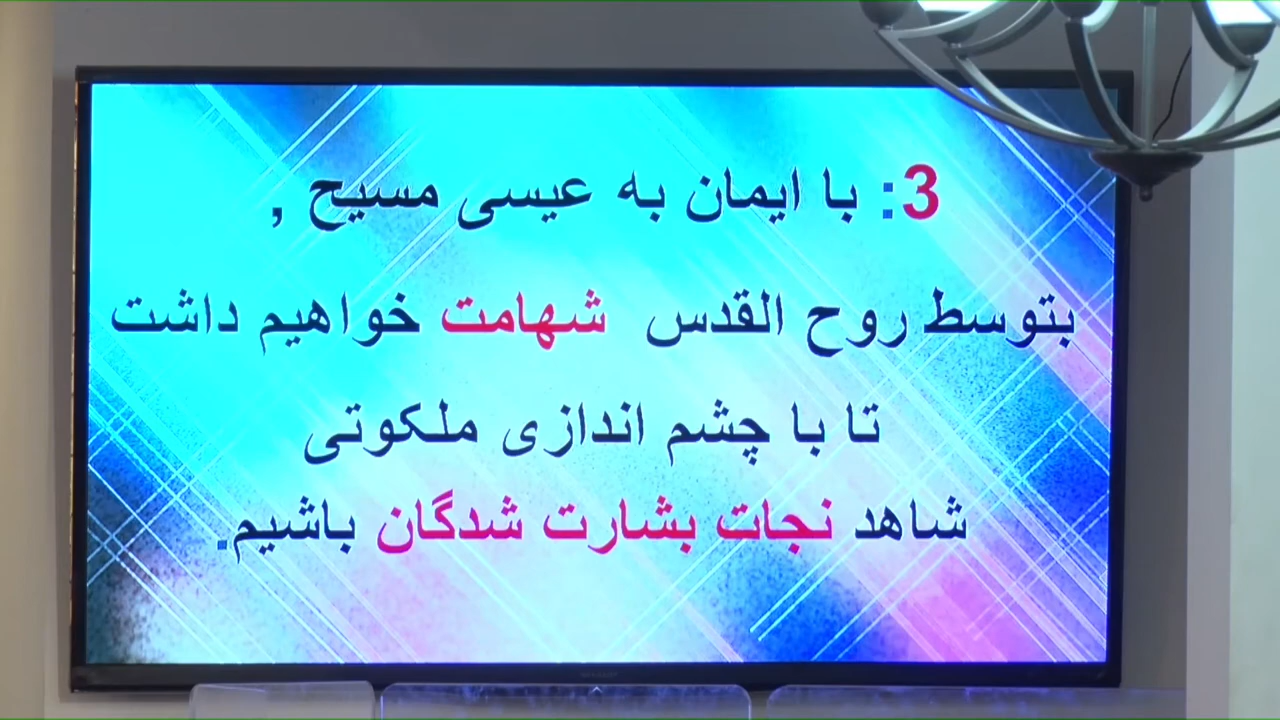 3: با ایمان به عیسی مسیح ,
بتوسط روح القدس شهامت خواهیم داشت
تا با چشم اندازی ملکوتی
شاهد نجات بشارت شدگان باشیم.